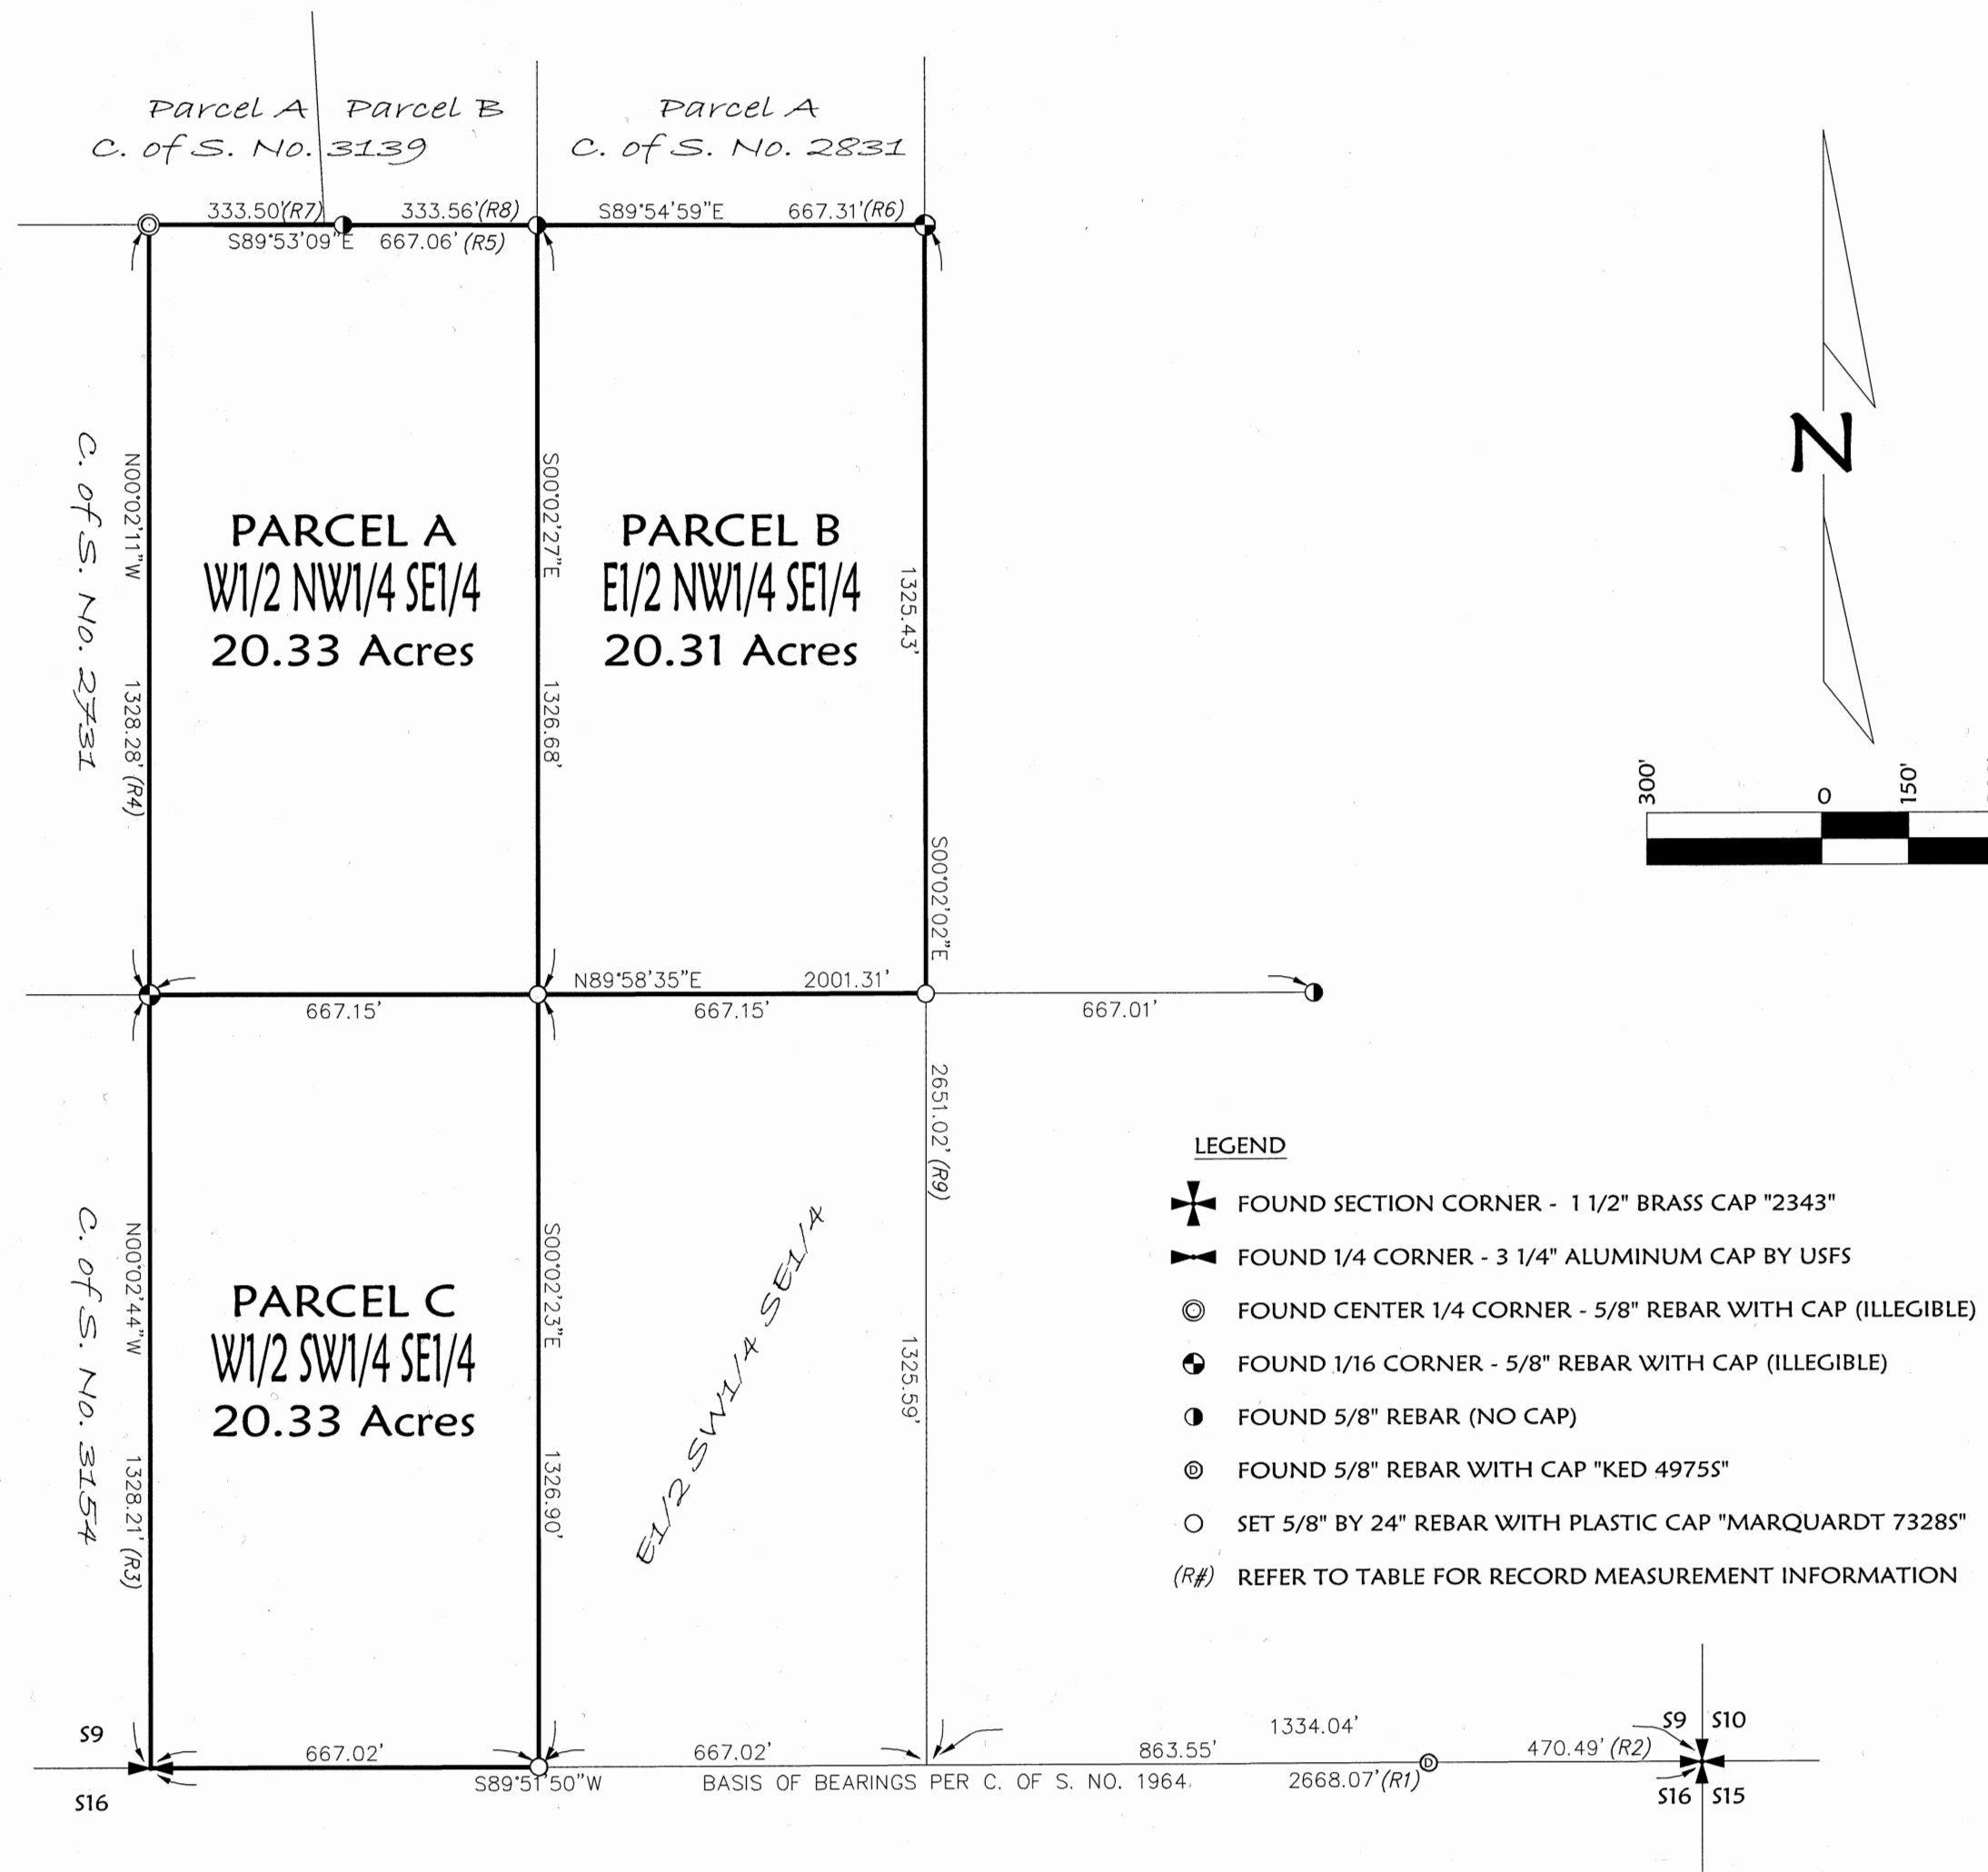 Parcel A
Parcel B
C. of S. No. 3139
Parcel A
C. of S. No. 2831
333.50'(R7)
333.56'(R8)
S89°54'59"E
667.31'(R6)
S89°53'09"E
667.06' (R5)
C. of S. No. 2731
N00°02'11"W
1328.28' (R4)
PARCEL A
W1/2 NW1/4 SE1/4
20.33 Acres
S00°02'27"E
1326.68'
PARCEL B
E1/2 NW1/4 SE1/4
20.31 Acres
1325.43'
S00°02'02"E
N
300'
0
150'
N89°58'35"E
2001.31'
667.15'
667.15'
667.01'
2651.02' (R9)
C. of S. No. 3154
N00°02'44"W
1328.21' (R3)
PARCEL C
W1/2 SW1/4 SE1/4
20.33 Acres
S00°02'23"E
1326.90'
E1/2 SW1/4 SE1/4
1325.59'
LEGEND
FOUND SECTION CORNER - 1 1/2" BRASS CAP "2343"
FOUND 1/4 CORNER - 3 1/4" ALUMINUM CAP BY USFS
FOUND CENTER 1/4 CORNER - 5/8" REBAR WITH CAP (ILLEGIBLE)
FOUND 1/16 CORNER - 5/8" REBAR WITH CAP (ILLEGIBLE)
FOUND 5/8" REBAR (NO CAP)
D FOUND 5/8" REBAR WITH CAP "KED 4975S"
SET 5/8" BY 24" REBAR WITH PLASTIC CAP "MARQUARDT 7328S"
(R#) REFER TO TABLE FOR RECORD MEASUREMENT INFORMATION
S9
S16
667.02'
667.02'
S89°51'50"W
BASIS OF BEARINGS PER C. OF S. NO. 1964
1334.04'
863.55'
2668.07'(R1)
D
470.49' (R2)
S9
S10
S16
S15